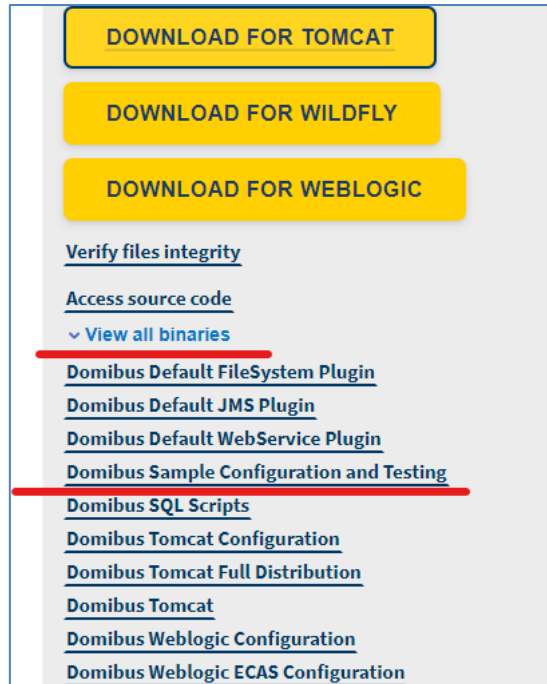 DOWNLOAD FOR TOMCAT
DOWNLOAD FOR WILDFLY
DOWNLOAD FOR WEBLOGIC
Verify files integrity
Access source code
View all binaries
Domibus Default FileSystem Plugin
Domibus Default JMS Plugin
Domibus Default WebService Plugin
Domibus Sample Configuration and Testing
Domibus SQL Scripts
Domibus Tomcat Configuration
Domibus Tomcat Full Distribution
Domibus Tomcat
Domibus Weblogic Configuration
Domibus Weblogic ECAS Configuration